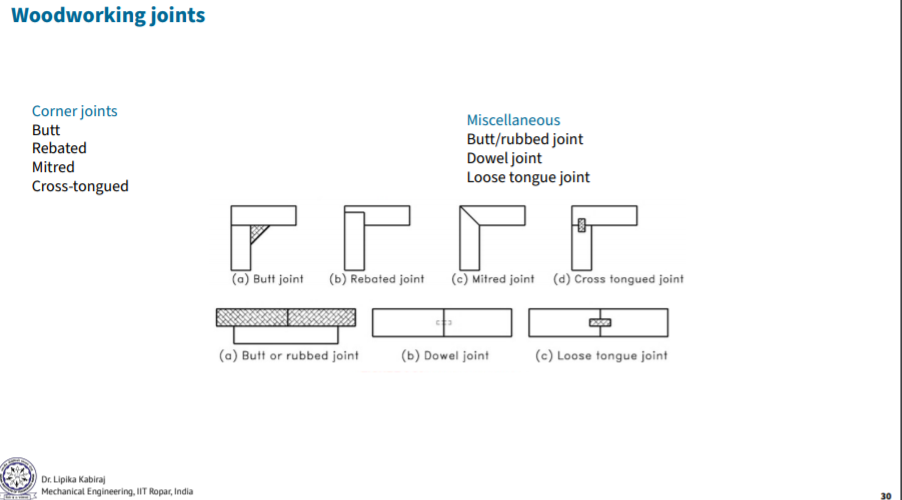 Woodworking joints
Corner joints
Butt
Rebated
Mitred
Cross-tongued
Miscellaneous
Butt/rubbed joint
Dowel joint
Loose tongue joint
(a) Butt joint
(b) Rebated joint
(c) Mitred joint
(d) Cross tongued joint
(a) Butt or rubbed joint
(b) Dowel joint
(c) Loose tongue joint
Dr. Lipika Kabiraj
Mechanical Engineering, IIT Ropar, India
30